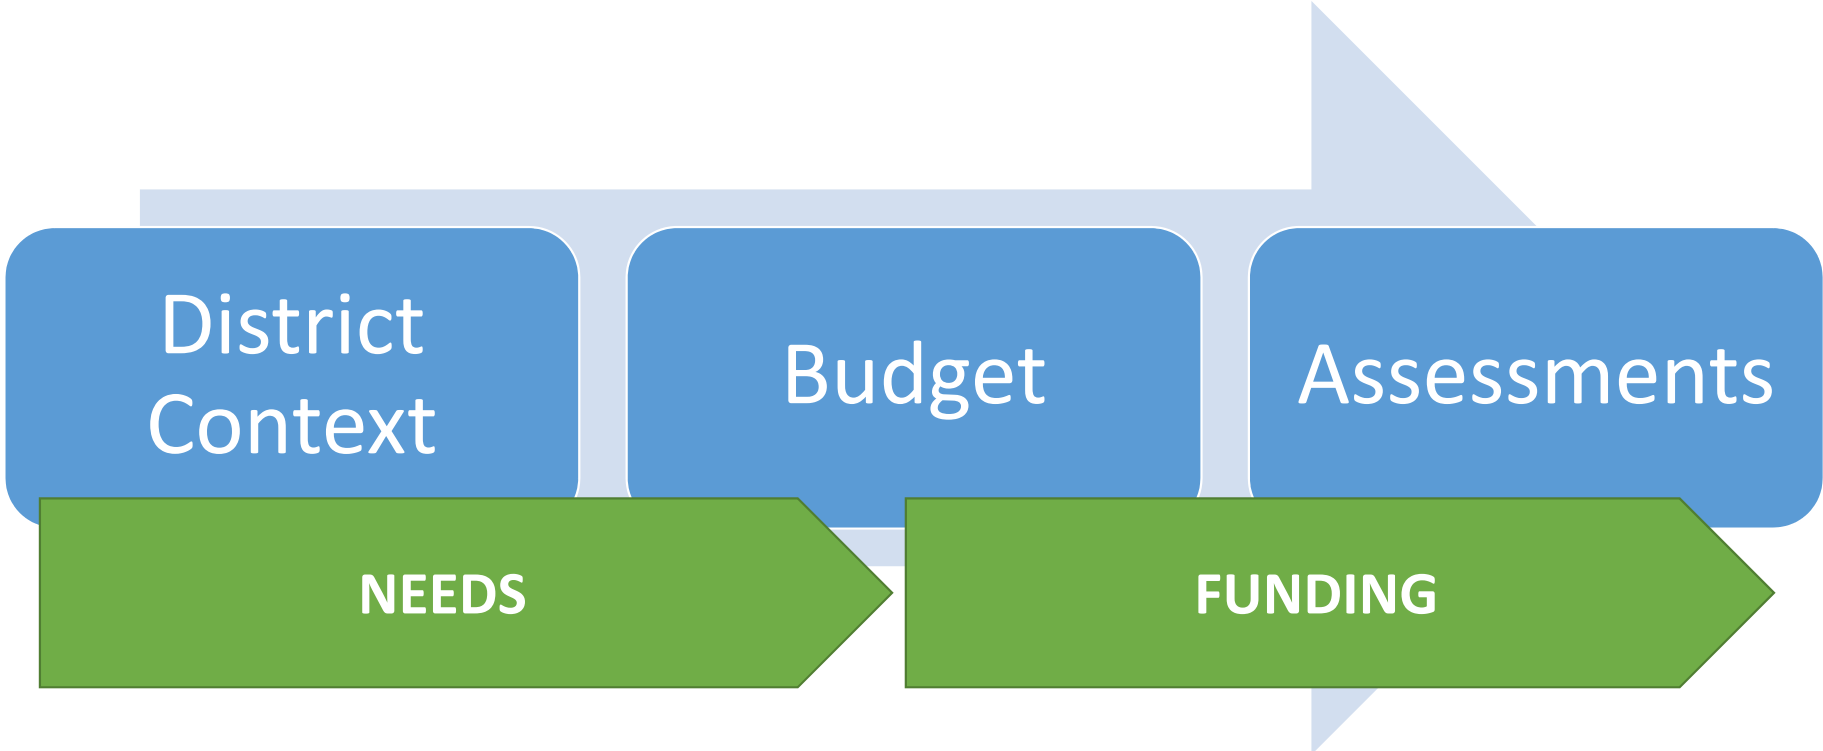 District
Context
Budget
Assessments
NEEDS
FUNDING